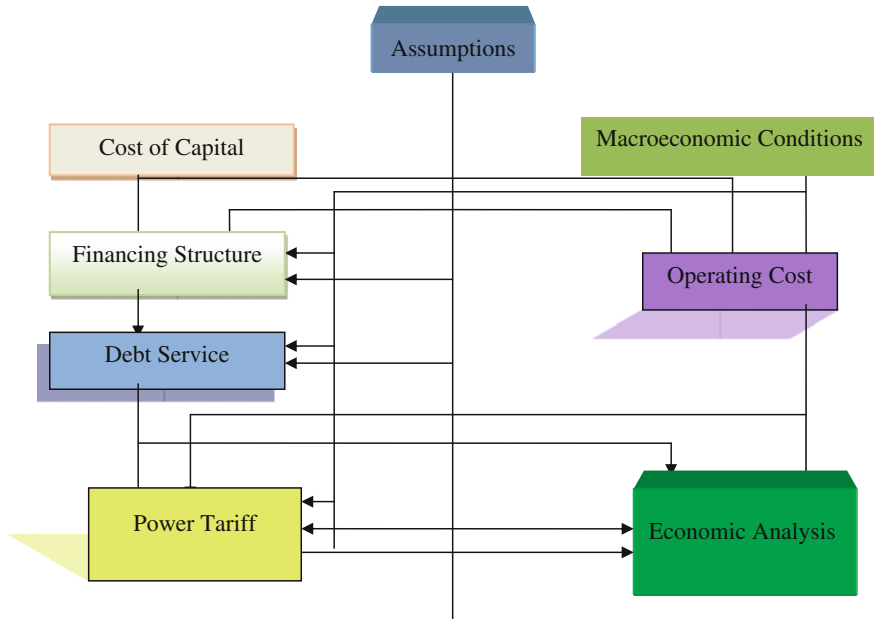 Assumptions
Cost of Capital
Macroeconomic Conditions
Financing Structure
Operating Cost
Debt Service
Power Tariff
Economic Analysis